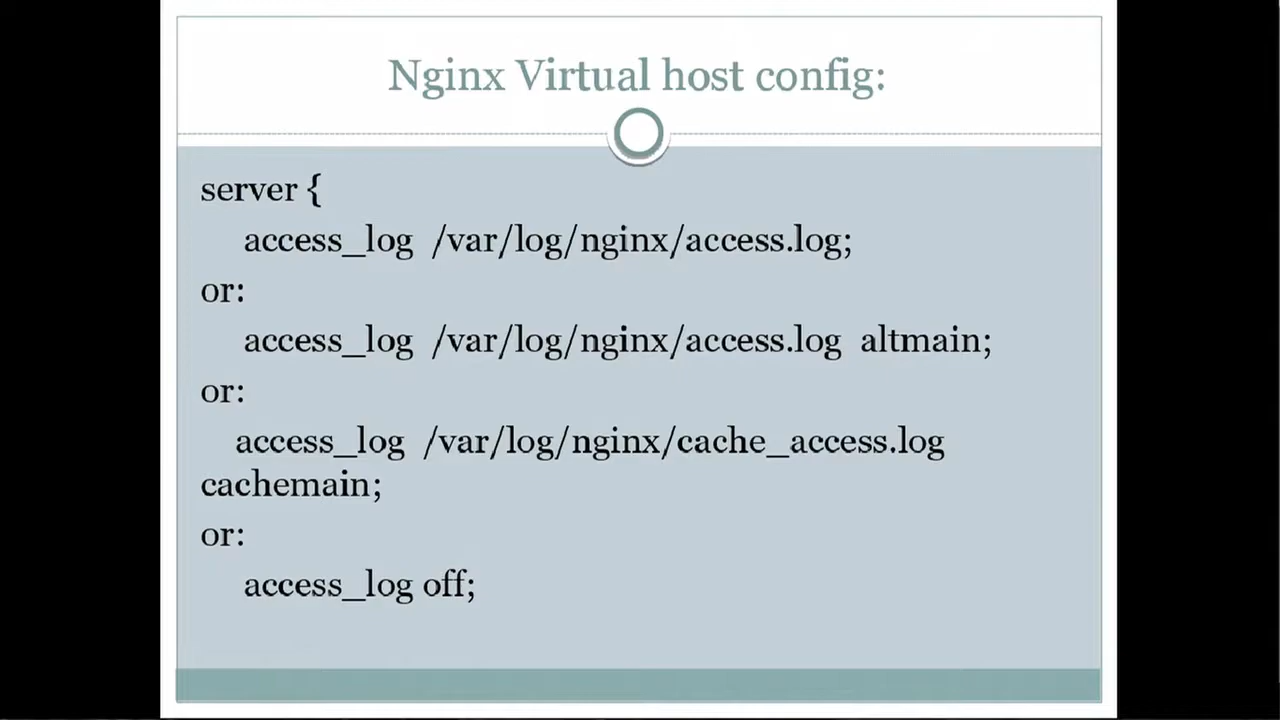 Nginx Virtual host config:
server {
access_log /var/log/nginx/access.log;
or:
access_log /var/log/nginx/access.log altmain;
or:
access_log /var/log/nginx/cache_access.log
cachemain;
or:
access_log off;